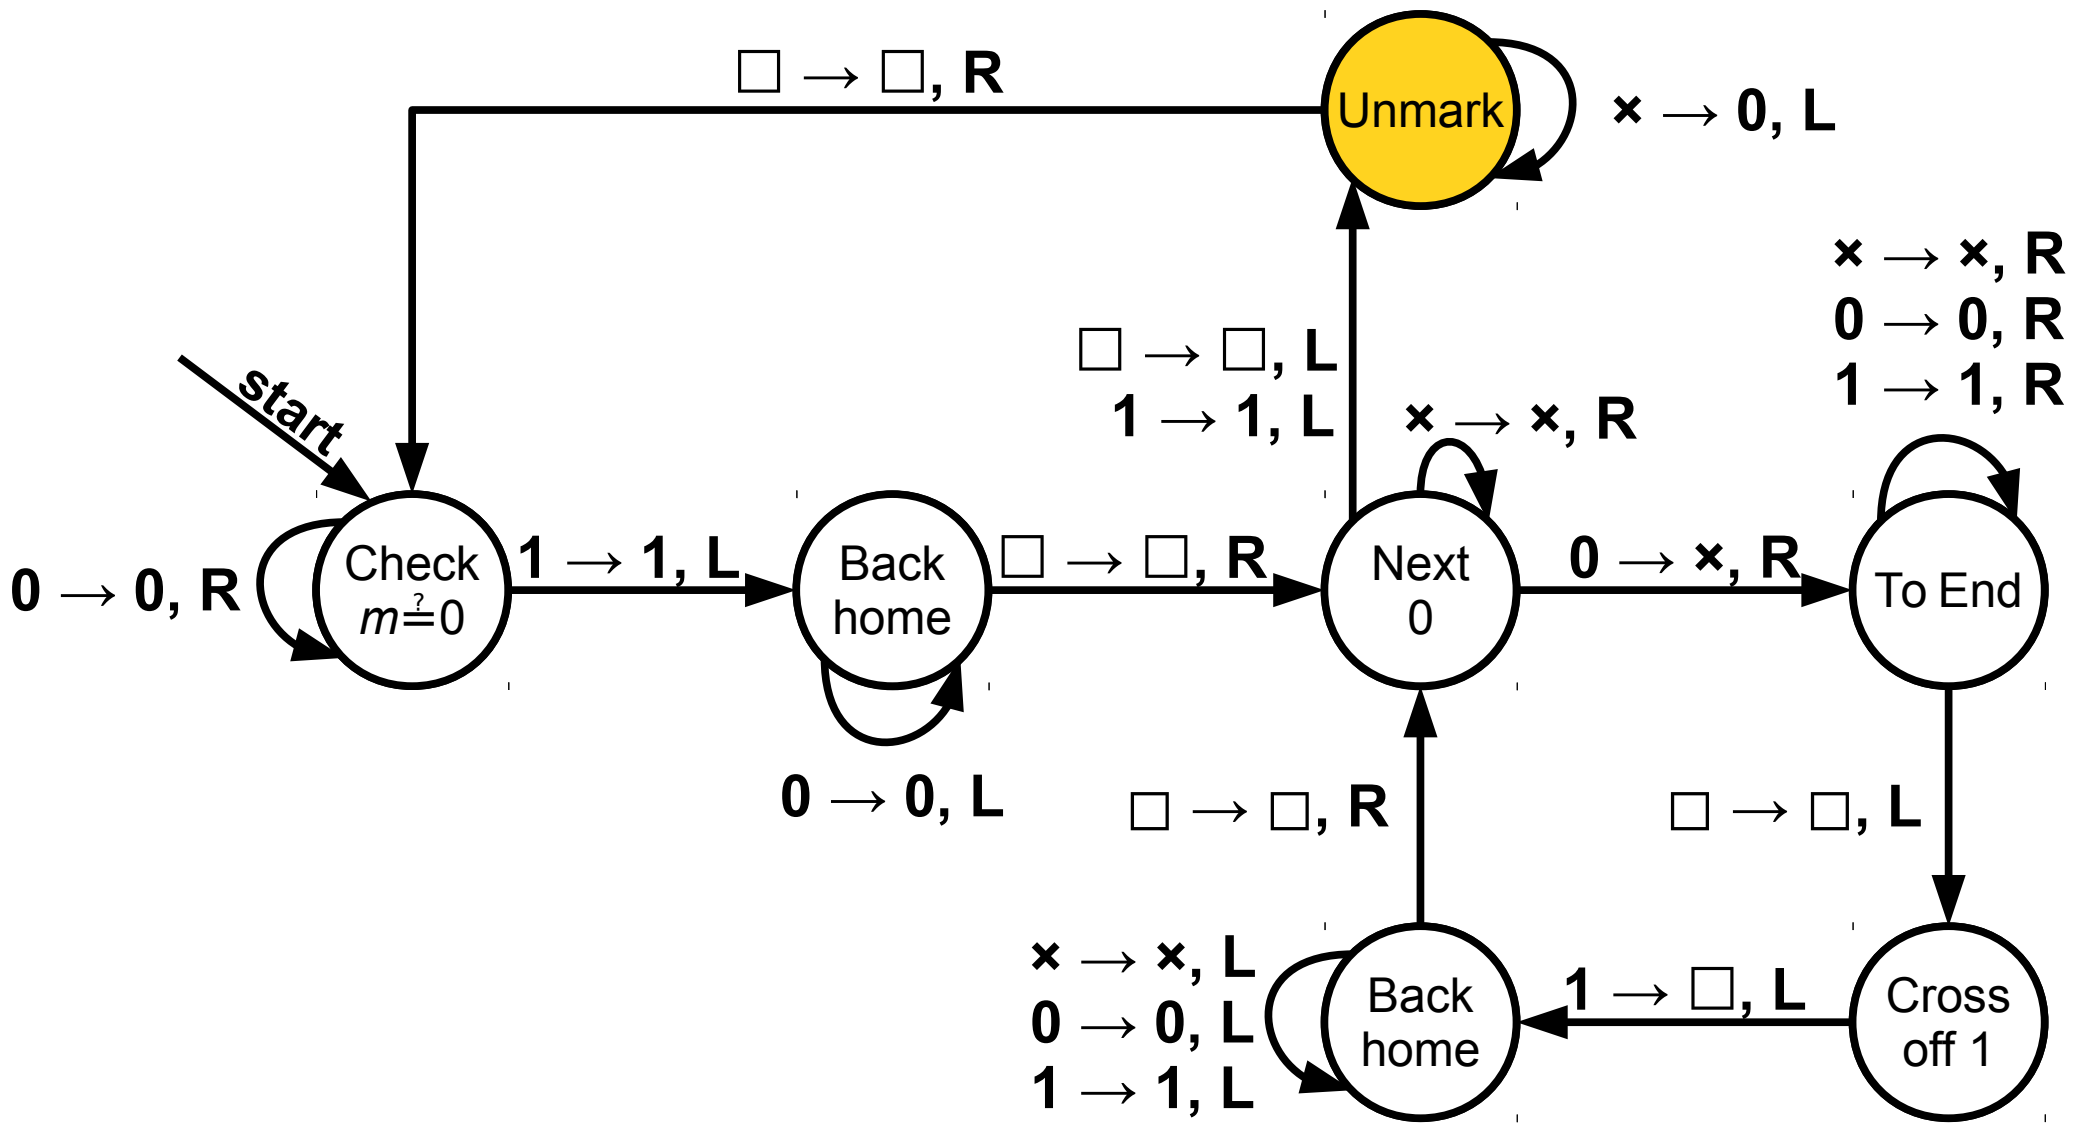 □ → □, R
Unmark
× → 0, L
× → ×, R
0 → 0, R
1 → 1, R
□ → □, L
1 → 1, L
× → ×, R
start
0 → 0, R
Check
m≟0
1 → 1, L
Back
home
□ → □, R
Next
0
0 → ×, R
To End
0 → 0, L
□ → □, R
□ → □, L
× → ×, L
0 → 0, L
1 → 1, L
Back
home
1 → □, L
Cross
off 1